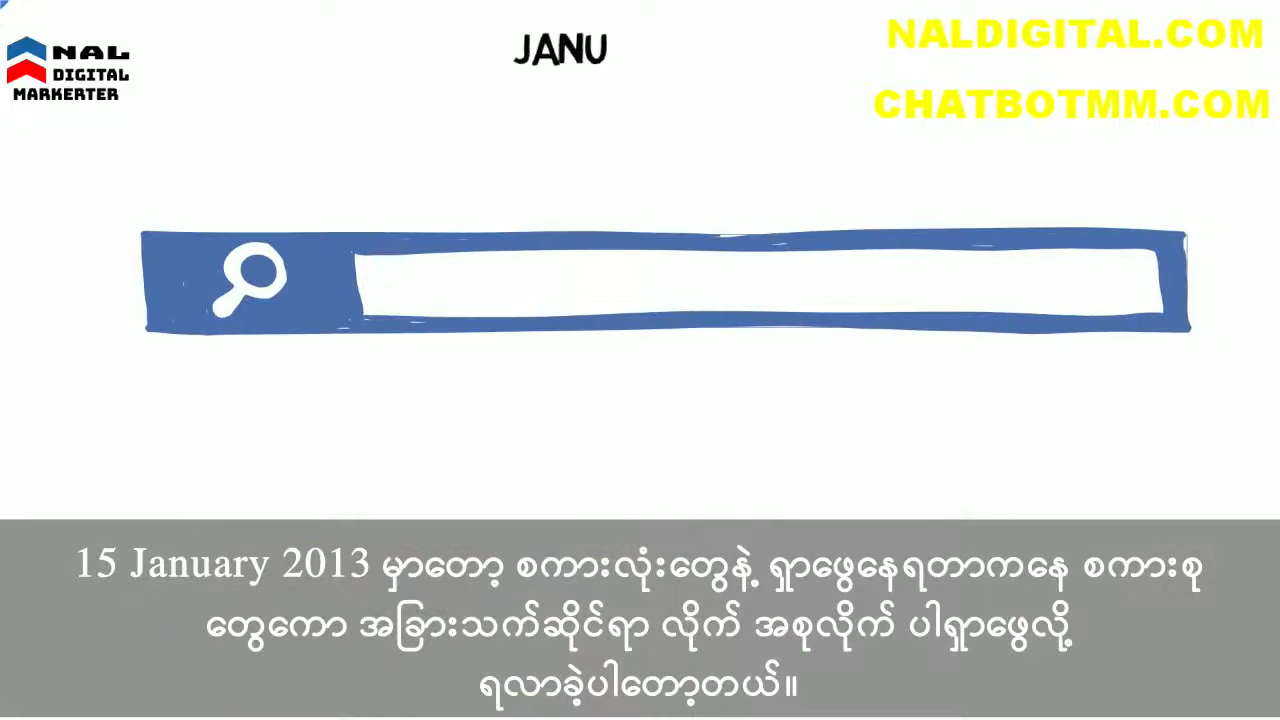 NAL
DIGITAL
MARKERTER
JANU
NALDIGITAL.COM
CHATBOTMM.COM
15 January 2013 မှာတော့ စကားလုံးတွေနဲ့ ရှာဖွေနေရတာကနေ စကားစု
တွေကော အခြားသက်ဆိုင်ရာ လိုက် အစုလိုက် ပါရှာဖွေလို့
ရလာခဲ့ပါတော့တယ်။